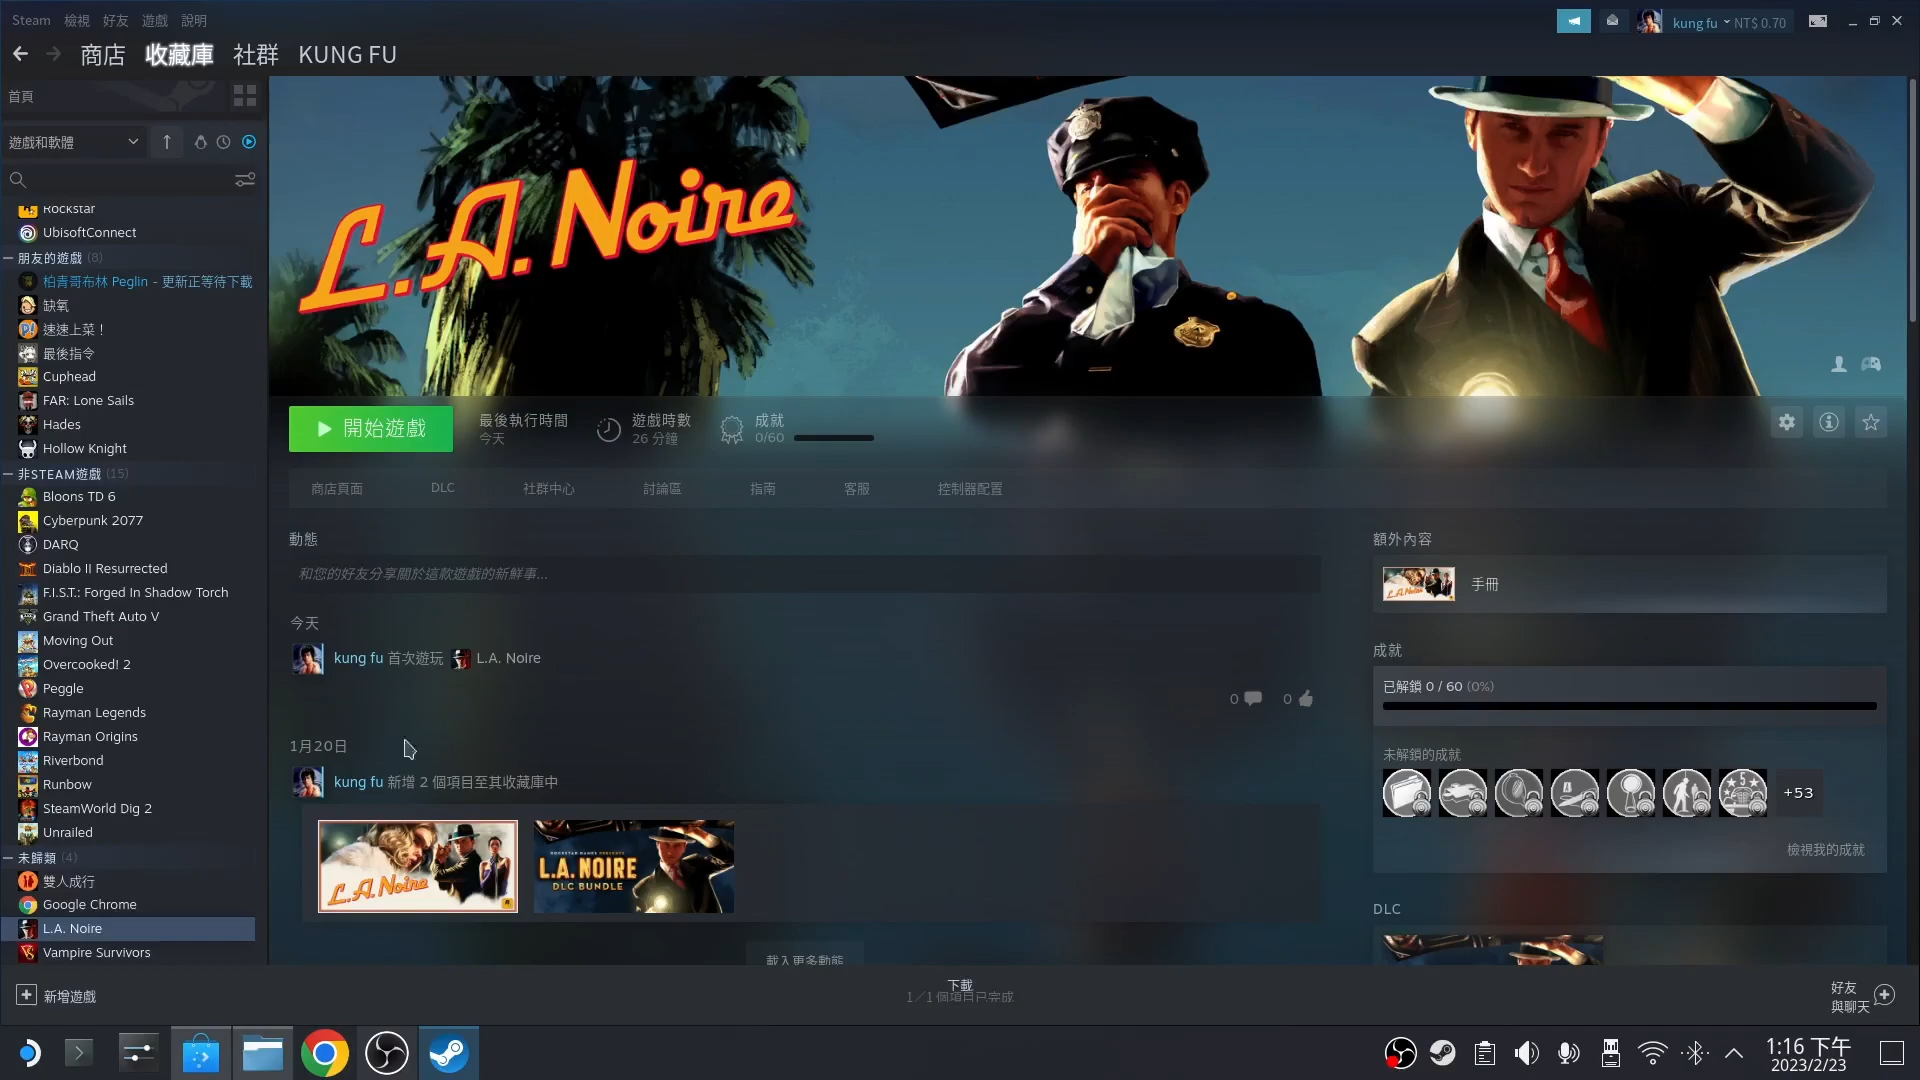 Steam 檢視 好友 遊戲 說明
kung fu NT$ 0.70
商店 收藏庫 社群 KUNG FU
首頁
遊戲和軟體
Rockstar
UbisoftConnect
朋友的遊戲 (8)
柏青哥布林 Peglin - 更新正等待下載
缺氧
速速上菜！
最後指令
Cuphead
FAR: Lone Sails
Hades
Hollow Knight
非STEAM遊戲 (15)
Bloons TD 6
Cyberpunk 2077
DARQ
Diablo II Resurrected
F.I.S.T.: Forged In Shadow Torch
Grand Theft Auto V
Moving Out
Overcooked! 2
Peggle
Rayman Legends
Rayman Origins
Riverbond
Runbow
SteamWorld Dig 2
Unrailed
未歸類 (4)
雙人成行
Google Chrome
L.A. Noire
Vampire Survivors
新增遊戲
L.A. Noire
開始遊戲
最後執行時間
今天
遊戲時數
26 分鐘
成就
0/60
商店頁面 DLC 社群中心 討論區 指南 客服 控制器配置
動態
和您的好友分享關於這款遊戲的新鮮事...
今天
kung fu 首次遊玩 L.A. Noire
0 0
1月20日
kung fu 新增 2 個項目至其收藏庫中
L.A. Noire
L.A. NOIRE
DLC BUNDLE
載入更多動態
額外內容
L.A. Noire
手冊
成就
已解鎖 0 / 60 (0%)
未解鎖的成就
5
+53
檢視我的成就
DLC
下載
1／1 個項目已完成
好友
與聊天
1:16 下午
2023/2/23